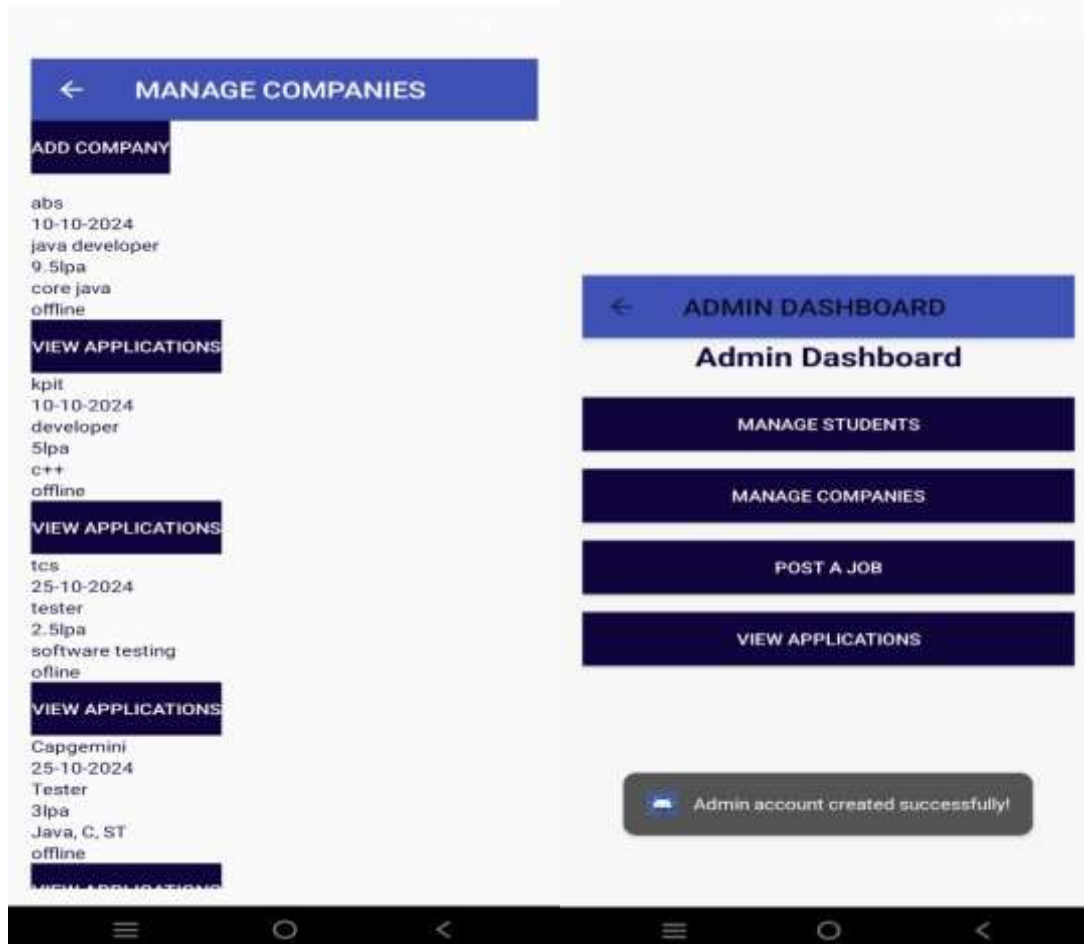 MANAGE COMPANIES
ADD COMPANY
abs
10-10-2024
java developer
9.5lpa
core java
offline
VIEW APPLICATIONS
kpit
10-10-2024
developer
5lpa
c++
offline
VIEW APPLICATIONS
tcs
25-10-2024
tester
2.5lpa
software testing
ofline
VIEW APPLICATIONS
Capgemini
25-10-2024
Tester
3lpa
Java, C, ST
offline
VIEW APPLICATIONS
ADMIN DASHBOARD
Admin Dashboard
MANAGE STUDENTS
MANAGE COMPANIES
POST A JOB
VIEW APPLICATIONS
Admin account created successfully!